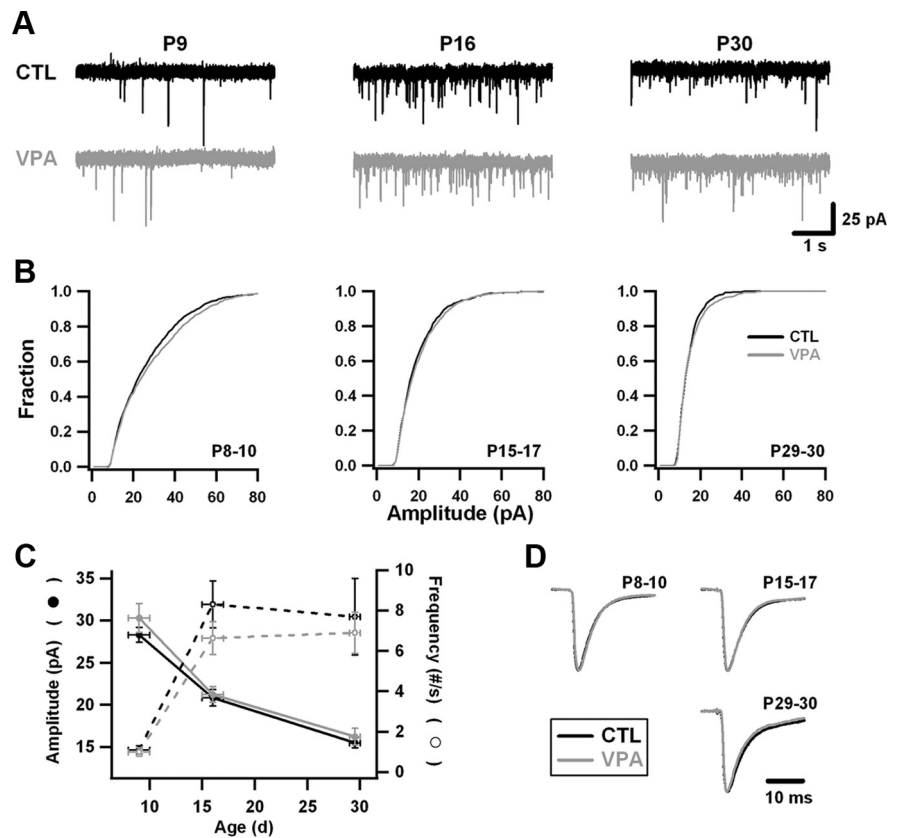 A
P9 P16 P30
CTL
VPA
25 pA
1 s
B
Fraction
1.0
0.8
0.6
0.4
0.2
0.0
0 20 40 60 80
P8-10
1.0
0.8
0.6
0.4
0.2
0.0
0 20 40 60 80
P15-17
Amplitude (pA)
1.0
0.8
0.6
0.4
0.2
0.0
0 20 40 60 80
CTL
VPA
P29-30
C
Amplitude (pA) ( ● )
35
30
25
20
15
10 15 20 25 30
Age (d)
10
8
6
4
2
0
Frequency (#/s) ( ○ )
D
P8-10
P15-17
P29-30
CTL
VPA
10 ms